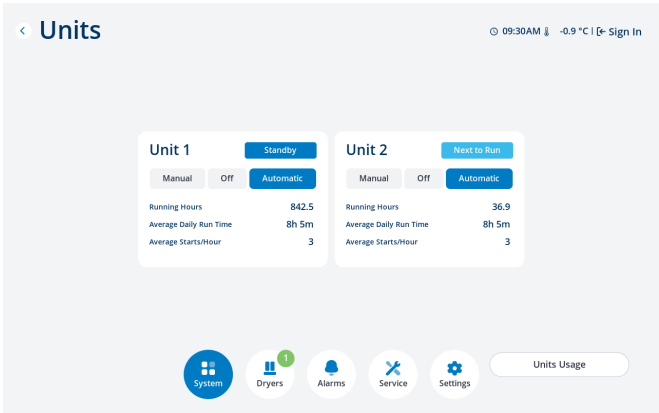 Units
09:30AM -0.9 °C | Sign In
Unit 1 Standby
Manual Off Automatic
Running Hours 842.5
Average Daily Run Time 8h 5m
Average Starts/Hour 3
Unit 2 Next to Run
Manual Off Automatic
Running Hours 36.9
Average Daily Run Time 8h 5m
Average Starts/Hour 3
System
1
Dryers
Alarms
Service
Settings
Units Usage